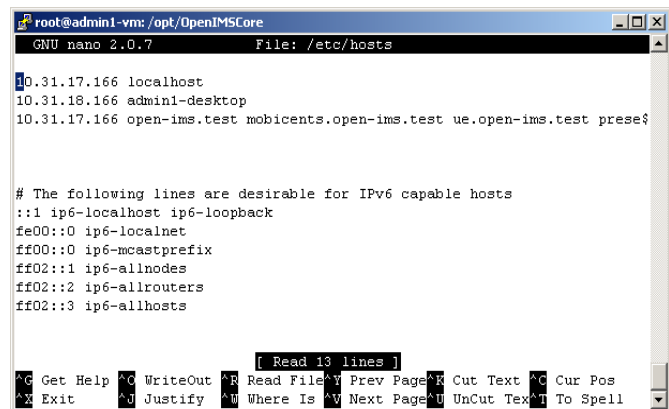 root@admin1-vm: /opt/OpenIMSCore
GNU nano 2.0.7 File: /etc/hosts
10.31.17.166 localhost
10.31.18.166 admin1-desktop
10.31.17.166 open-ims.test mobicents.open-ims.test ue.open-ims.test prese$
# The following lines are desirable for IPv6 capable hosts
::1 ip6-localhost ip6-loopback
fe00::0 ip6-localnet
ff00::0 ip6-mcastprefix
ff02::1 ip6-allnodes
ff02::2 ip6-allrouters
ff02::3 ip6-allhosts
[ Read 13 lines ]
^G Get Help ^O WriteOut ^R Read File ^Y Prev Page ^K Cut Text ^C Cur Pos
^X Exit ^J Justify ^W Where Is ^V Next Page ^U UnCut Tex ^T To Spell